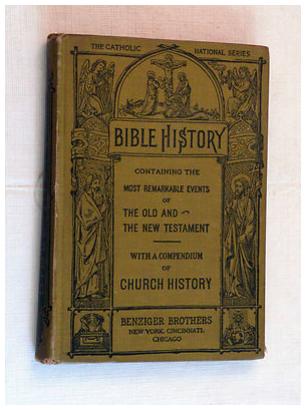 THE CATHOLIC NATIONAL SERIES
BIBLE HISTORY
CONTAINING THE
MOST REMARKABLE EVENTS
OF
THE OLD AND
THE NEW TESTAMENT
WITH A COMPENDIUM
OF
CHURCH HISTORY
BENZIGER BROTHERS
NEW YORK, CINCINNATI,
CHICAGO